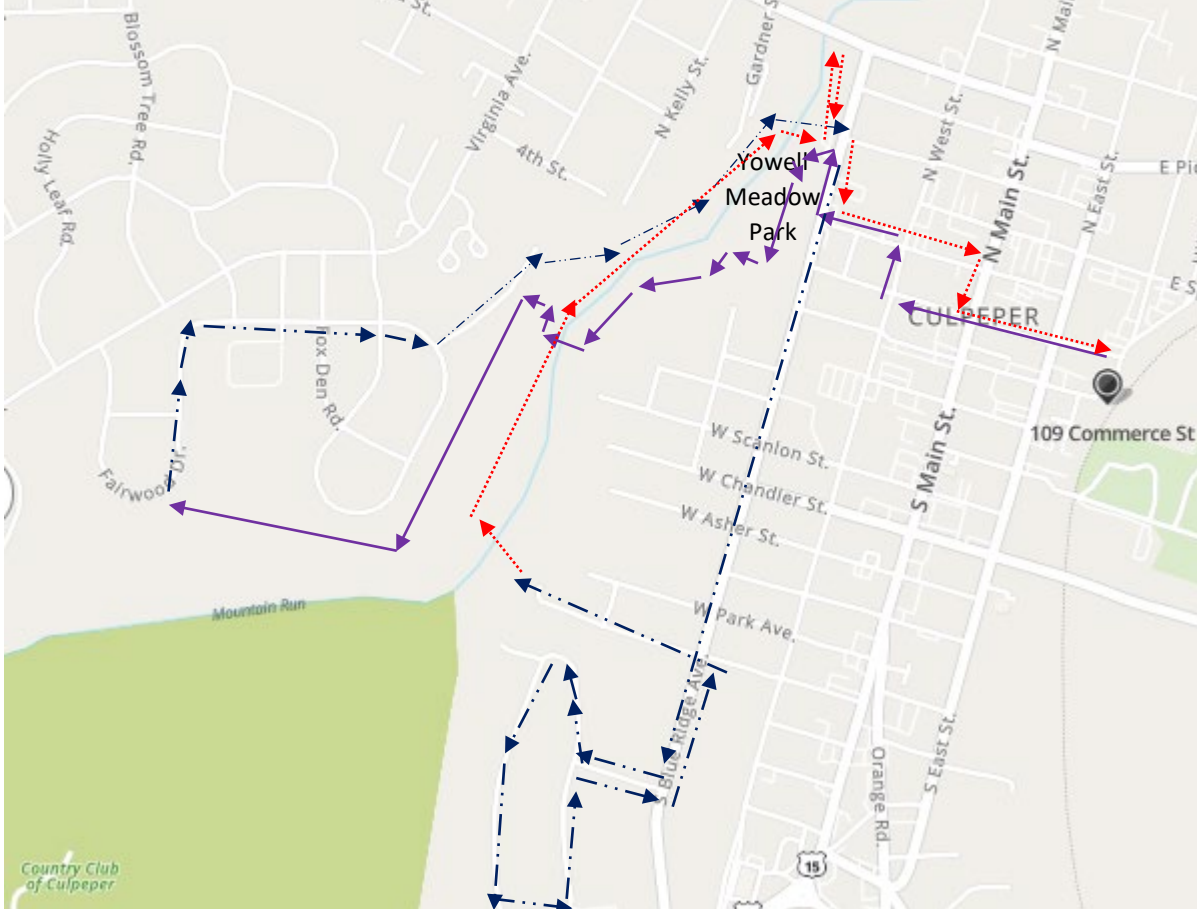 St.
Blossom Tree Rd.
Virginia Ave.
Gardner S
N Main
N Kelly St.
N West St.
Holly Leaf Rd.
4th St.
Yowell
Meadow
Park
N Main St.
N East St.
E Pic
E S
CULPEPER
Fox Den Rd.
109 Commerce St
W Scanlon St.
S Main St.
W Chandler St.
Fairwood Dr.
W Asher St.
Mountain Run
W Park Ave.
S Blue Ridge Ave.
S East St.
Orange Rd.
15
Country Club
of Culpeper